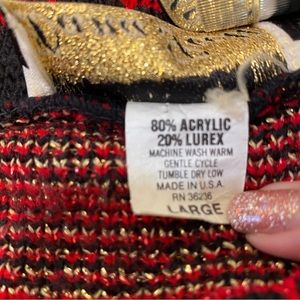 80% ACRYLIC
20% LUREX
MACHINE WASH WARM
GENTLE CYCLE
TUMBLE DRY LOW
MADE IN U.S.A.
RN 36236
LARGE